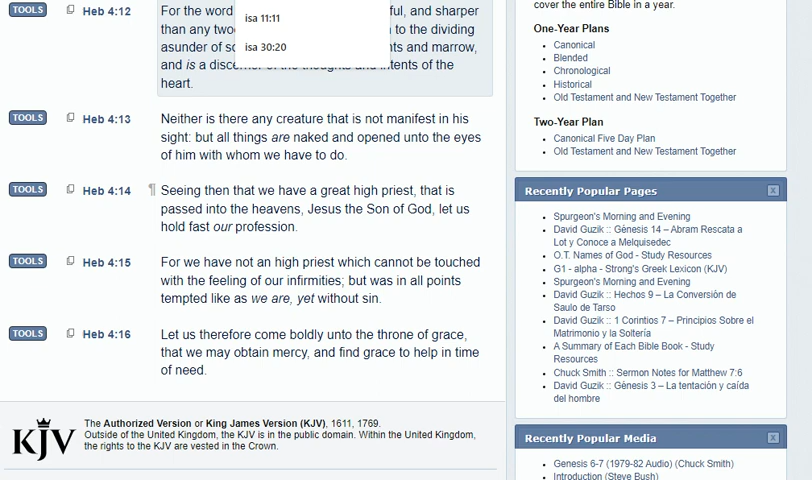 TOOLS Heb 4:12 For the word ful, and sharper
than any two n to the dividing
asunder of so nts and marrow,
and is a discerner of the thoughts and intents of the
heart.
isa 11:11
isa 30:20
TOOLS Heb 4:13 Neither is there any creature that is not manifest in his
sight: but all things are naked and opened unto the eyes
of him with whom we have to do.
TOOLS Heb 4:14 ¶ Seeing then that we have a great high priest, that is
passed into the heavens, Jesus the Son of God, let us
hold fast our profession.
TOOLS Heb 4:15 For we have not an high priest which cannot be touched
with the feeling of our infirmities; but was in all points
tempted like as we are, yet without sin.
TOOLS Heb 4:16 Let us therefore come boldly unto the throne of grace,
that we may obtain mercy, and find grace to help in time
of need.
KJV
The Authorized Version or King James Version (KJV), 1611, 1769.
Outside of the United Kingdom, the KJV is in the public domain. Within the United Kingdom,
the rights to the KJV are vested in the Crown.
cover the entire Bible in a year.
One-Year Plans
• Canonical
• Blended
• Chronological
• Historical
• Old Testament and New Testament Together
Two-Year Plan
• Canonical Five Day Plan
• Old Testament and New Testament Together
Recently Popular Pages x
• Spurgeon's Morning and Evening
• David Guzik :: Génesis 14 – Abram Rescata a
Lot y Conoce a Melquisedec
• O.T. Names of God - Study Resources
• G1 - alpha - Strong's Greek Lexicon (KJV)
• Spurgeon's Morning and Evening
• David Guzik :: Hechos 9 – La Conversión de
Saulo de Tarso
• David Guzik :: 1 Corintios 7 – Principios Sobre el
Matrimonio y la Soltería
• A Summary of Each Bible Book - Study
Resources
• Chuck Smith :: Sermon Notes for Matthew 7:6
• David Guzik :: Génesis 3 – La tentación y caída
del hombre
Recently Popular Media x
• Genesis 6-7 (1979-82 Audio) (Chuck Smith)
• Introduction (Steve Bush)